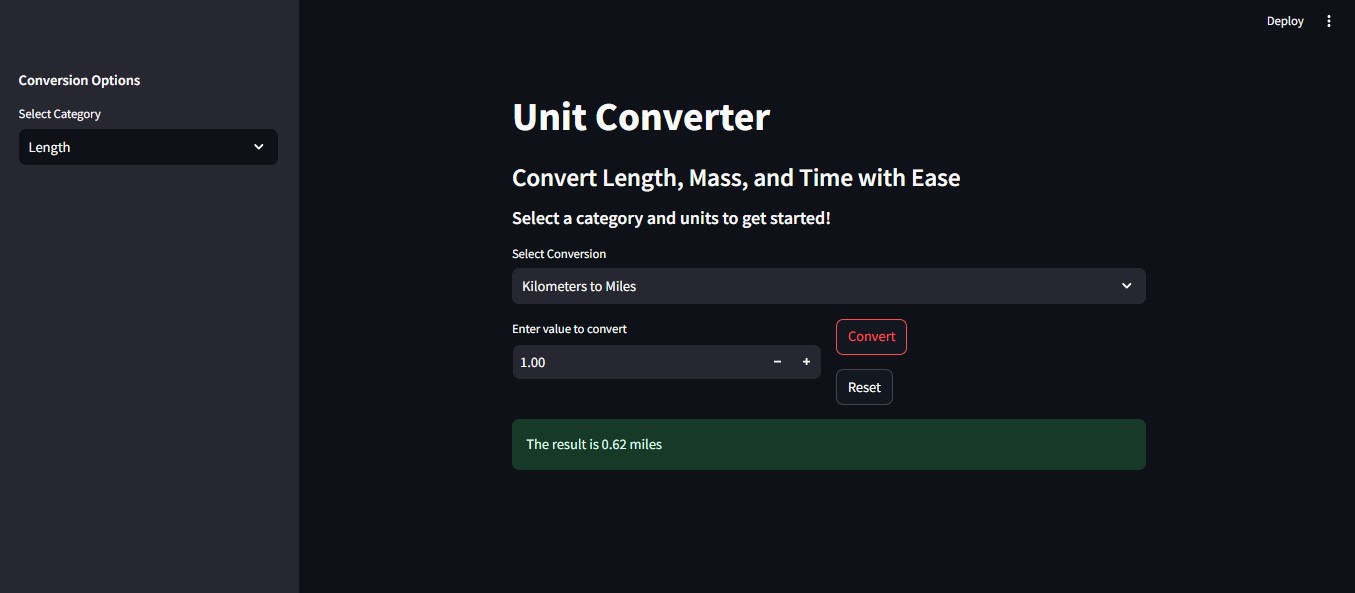 Deploy
Conversion Options
Select Category
Length
Unit Converter
Convert Length, Mass, and Time with Ease
Select a category and units to get started!
Select Conversion
Kilometers to Miles
Enter value to convert
1.00
Convert
Reset
The result is 0.62 miles